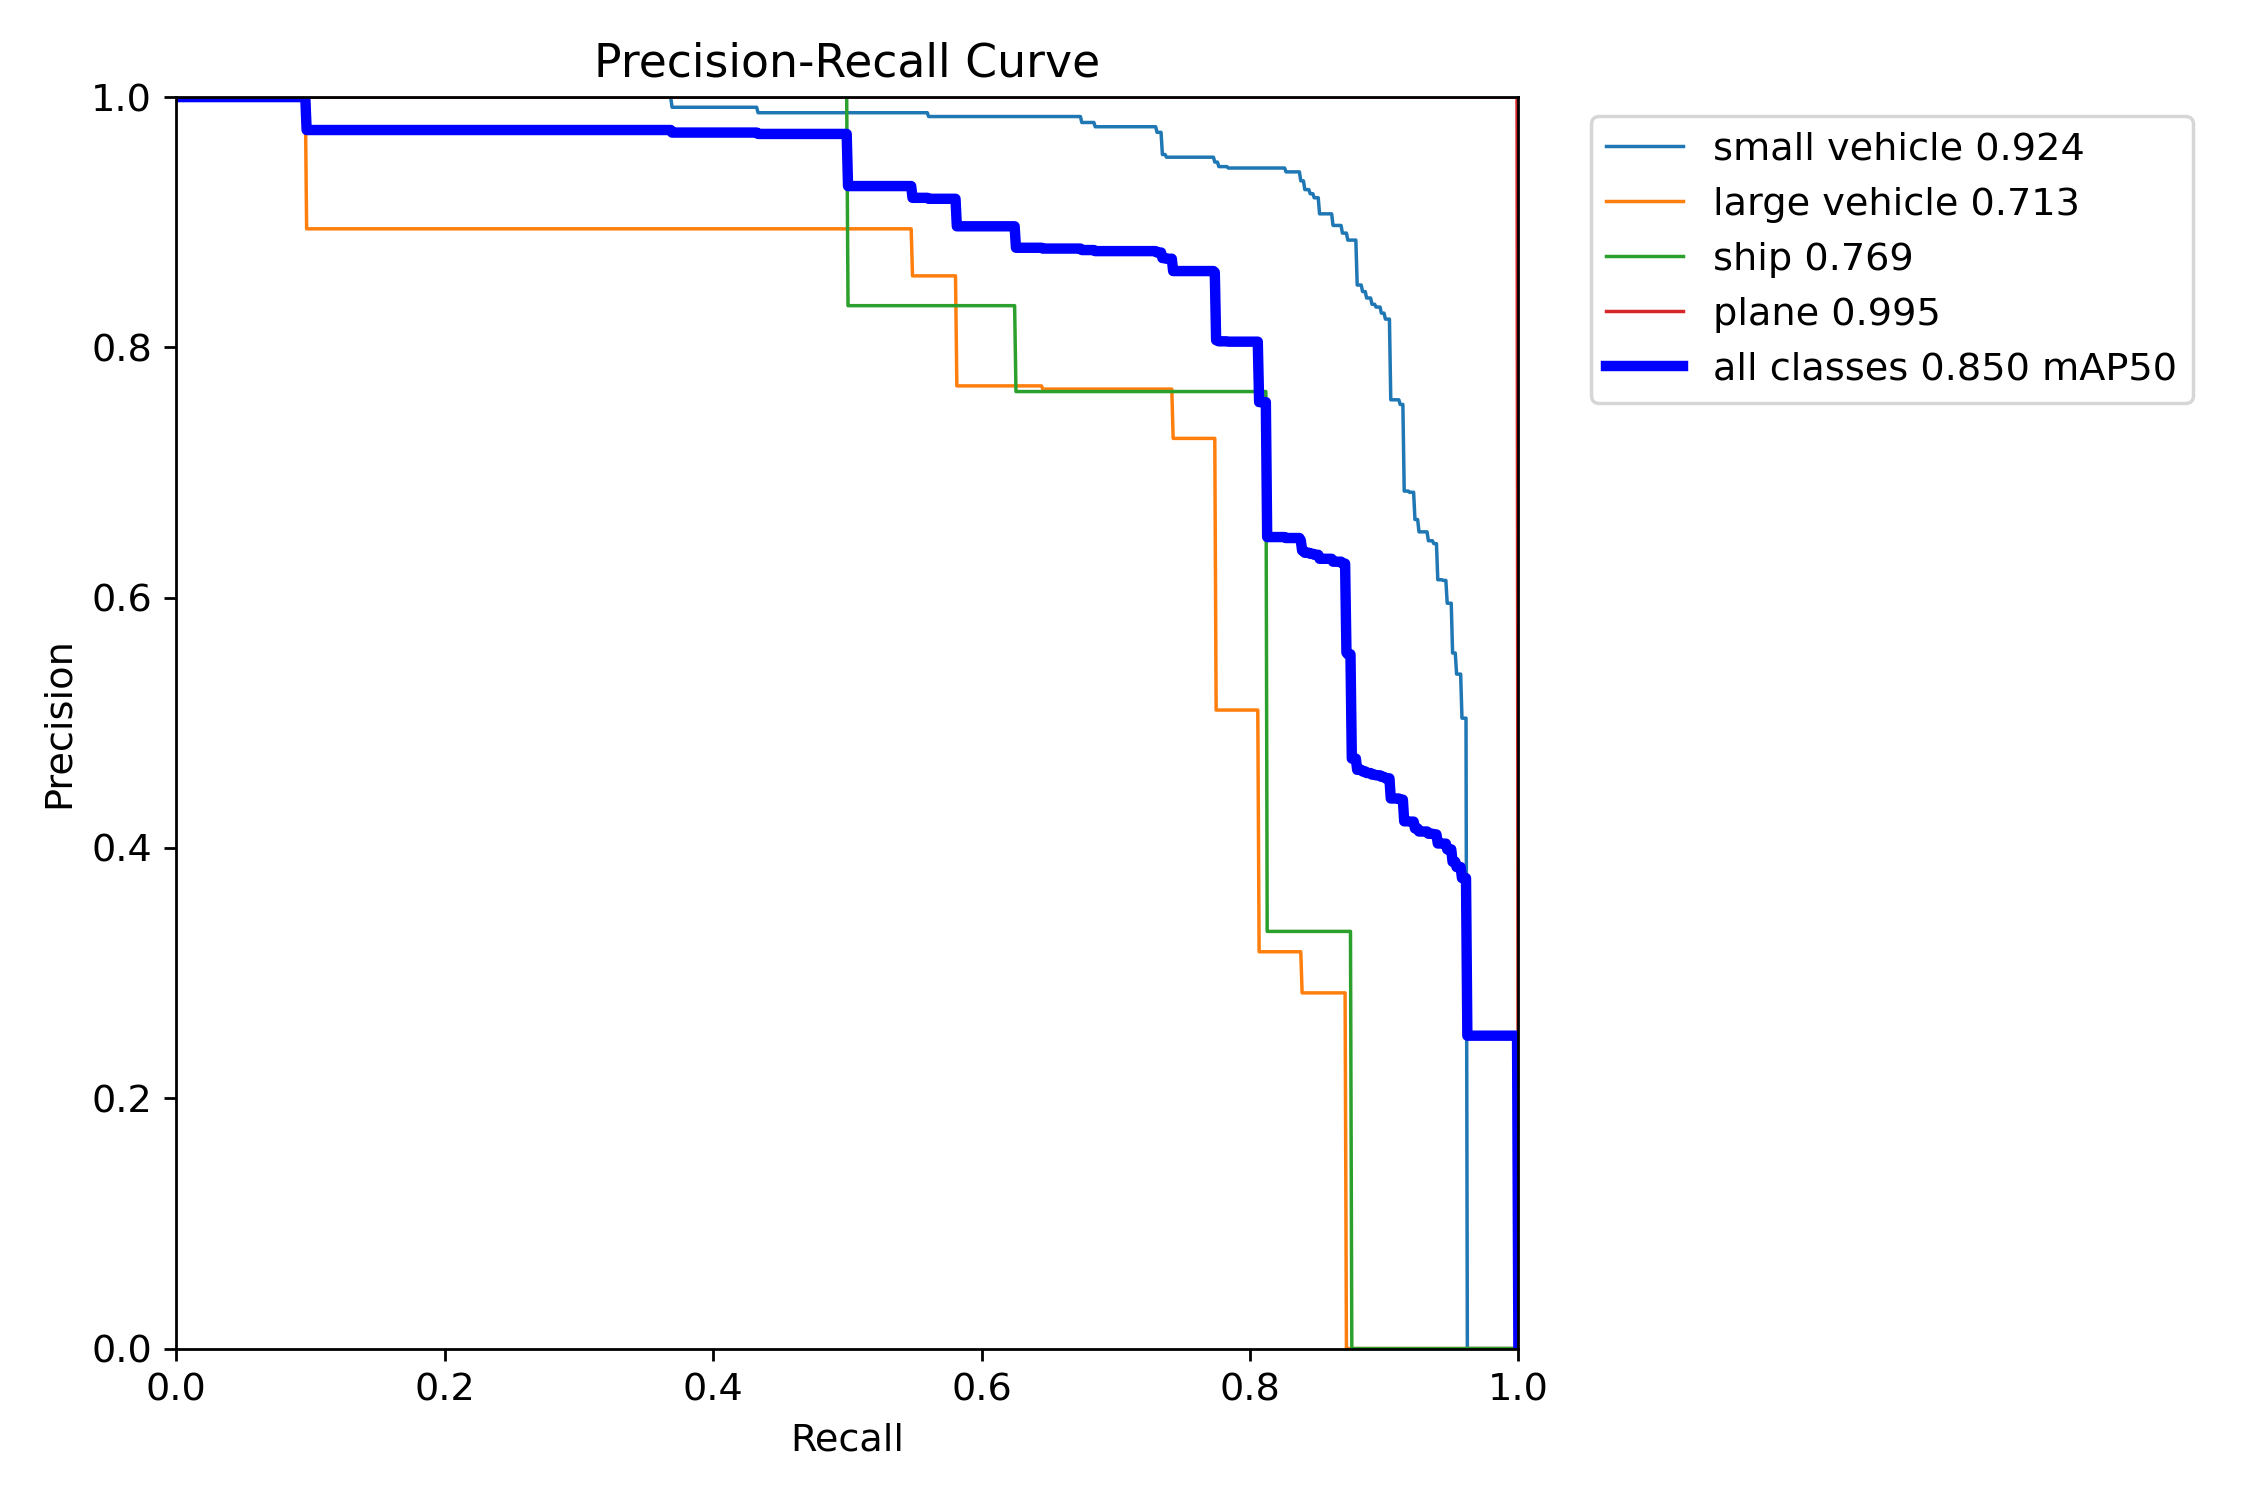 Precision-Recall Curve
1.0
0.8
0.6
0.4
0.2
0.0
Precision
0.0 0.2 0.4 0.6 0.8 1.0
Recall
small vehicle 0.924
large vehicle 0.713
ship 0.769
plane 0.995
all classes 0.850 mAP50